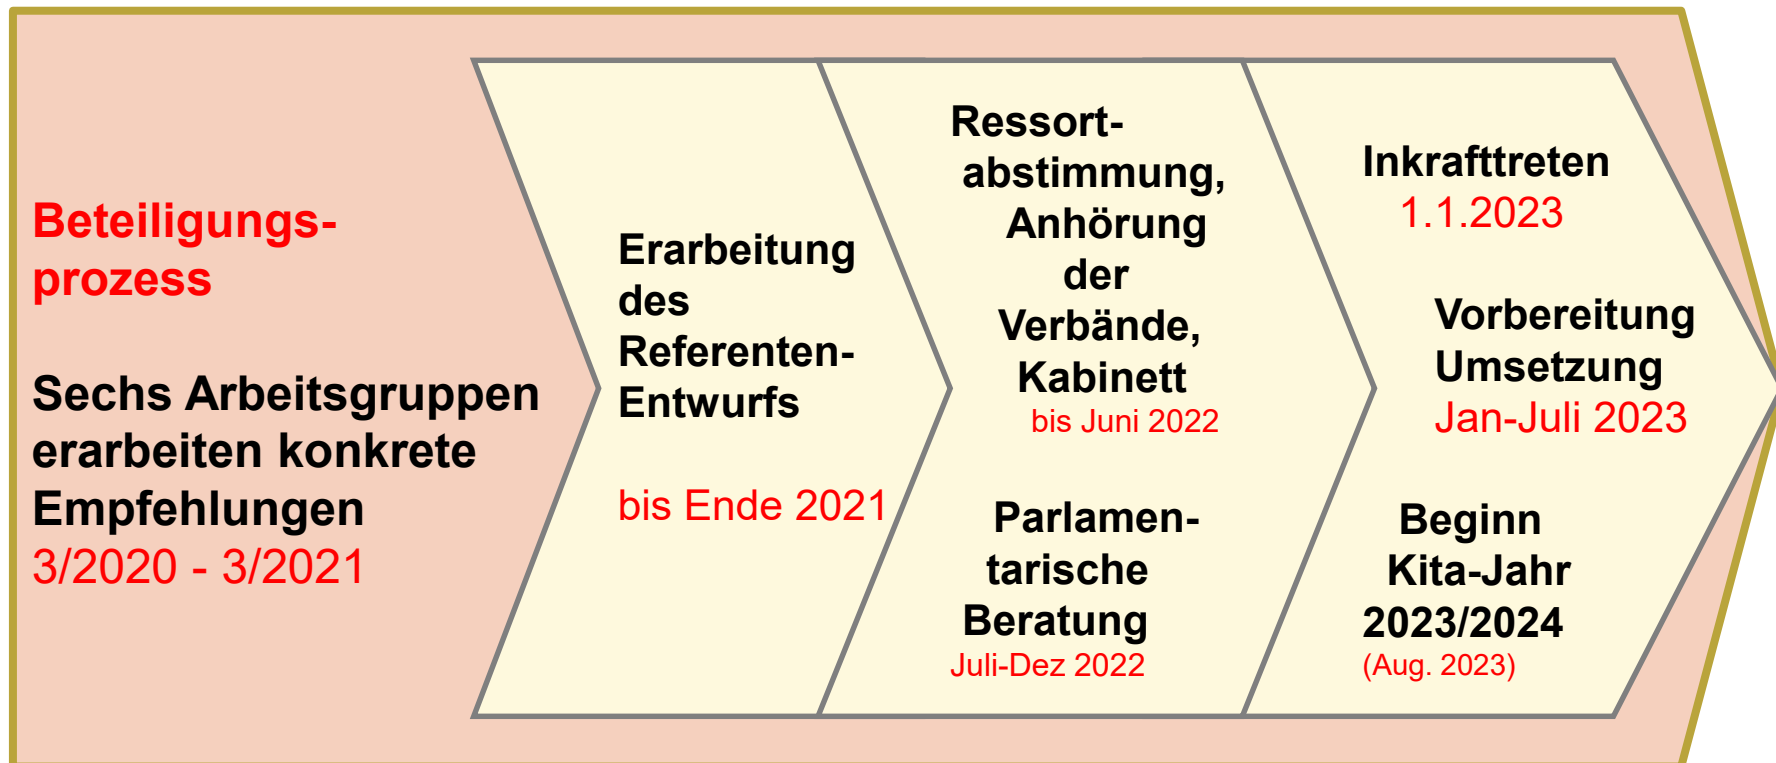 Beteiligungs-
prozess
Sechs Arbeitsgruppen
erarbeiten konkrete
Empfehlungen
3/2020 - 3/2021
Erarbeitung
des
Referenten-
Entwurfs
bis Ende 2021
Ressort-
abstimmung,
Anhörung
der
Verbände,
Kabinett
bis Juni 2022
Parlamen-
tarische
Beratung
Juli-Dez 2022
Inkrafttreten
1.1.2023
Vorbereitung
Umsetzung
Jan-Juli 2023
Beginn
Kita-Jahr
2023/2024
(Aug. 2023)